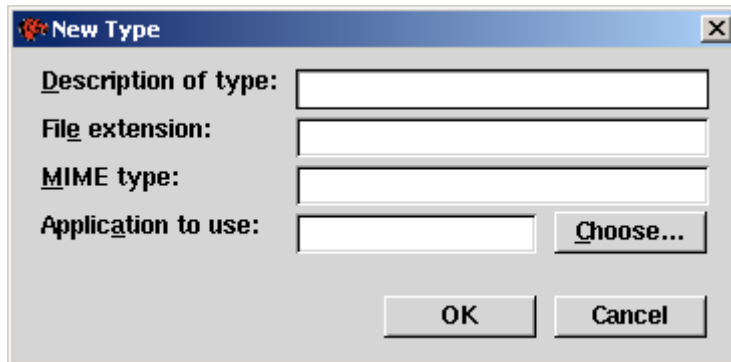 New Type
Description of type:
File extension:
MIME type:
Application to use:
Choose...
OK
Cancel